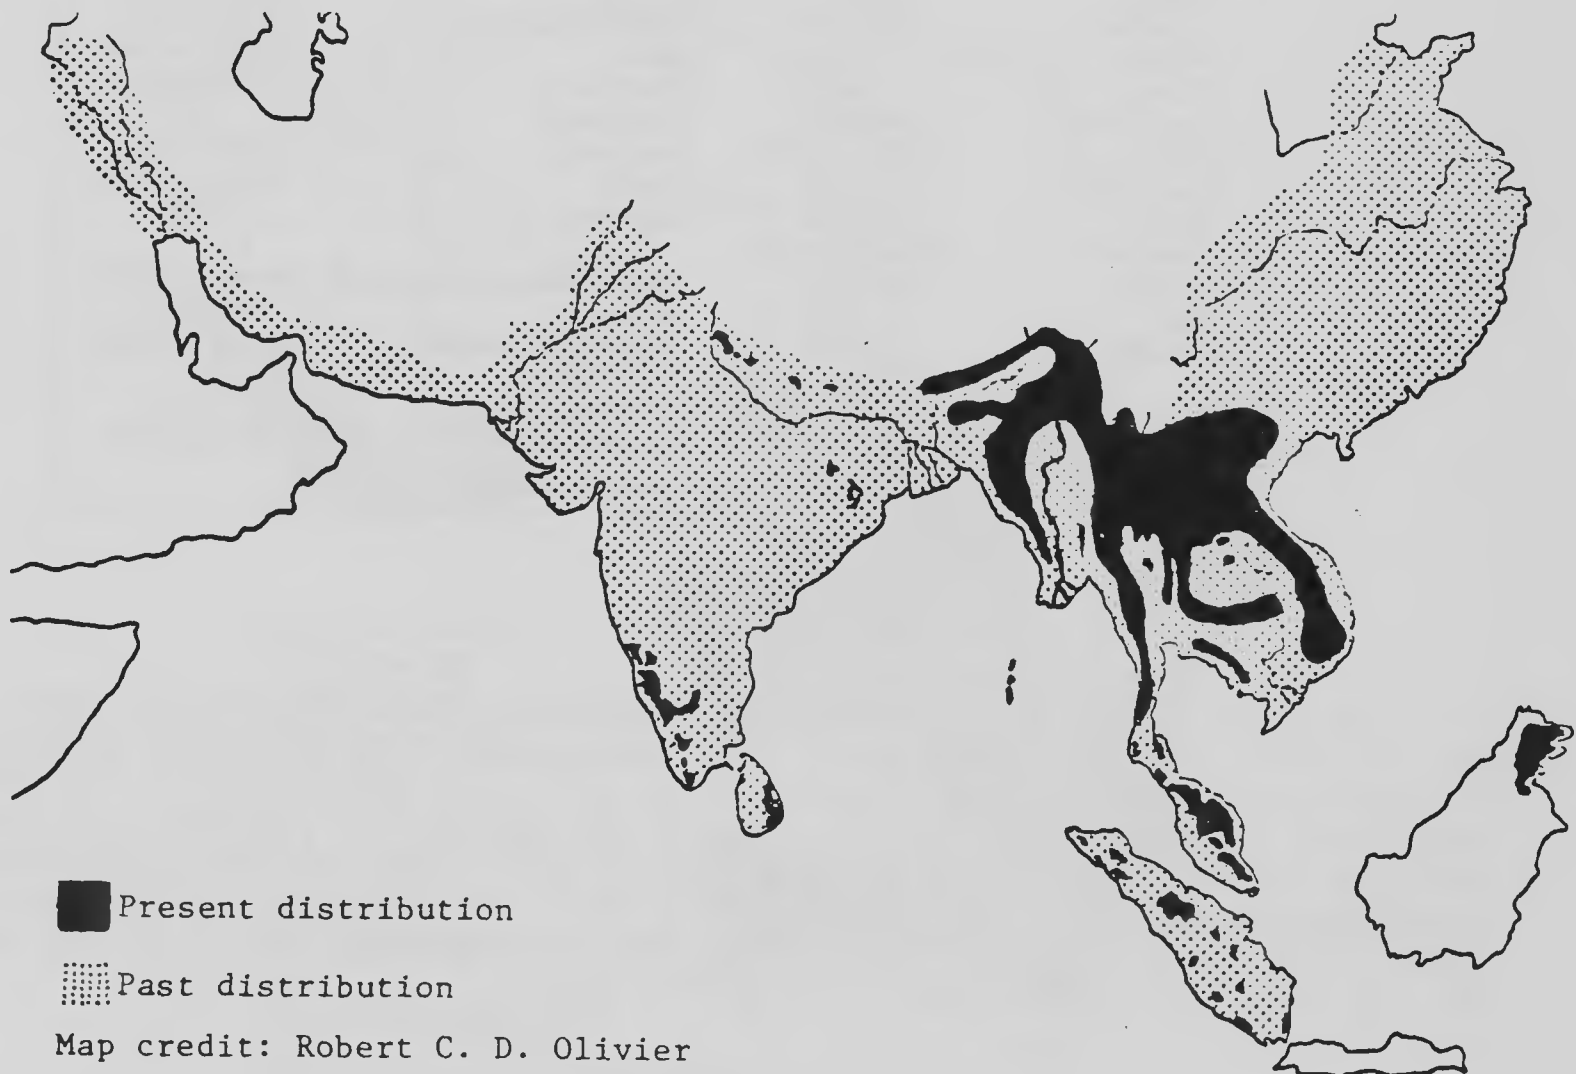 Present distribution
Past distribution
Map credit: Robert C. D. Olivier